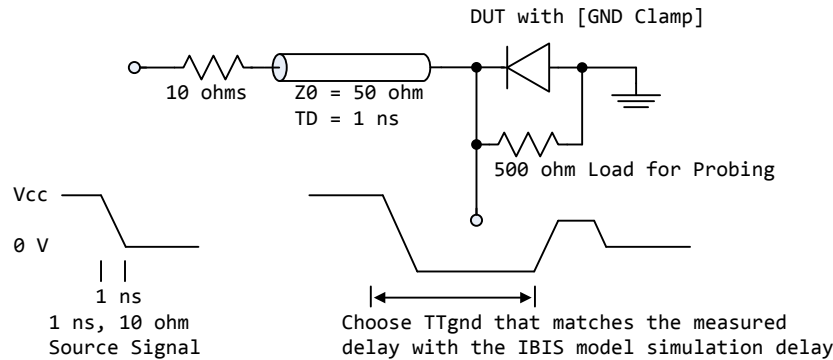 DUT with [GND Clamp]
10 ohms
Z0 = 50 ohm
TD = 1 ns
500 ohm Load for Probing
Vcc
0 V
1 ns
1 ns, 10 ohm
Source Signal
Choose TTgnd that matches the measured
delay with the IBIS model simulation delay